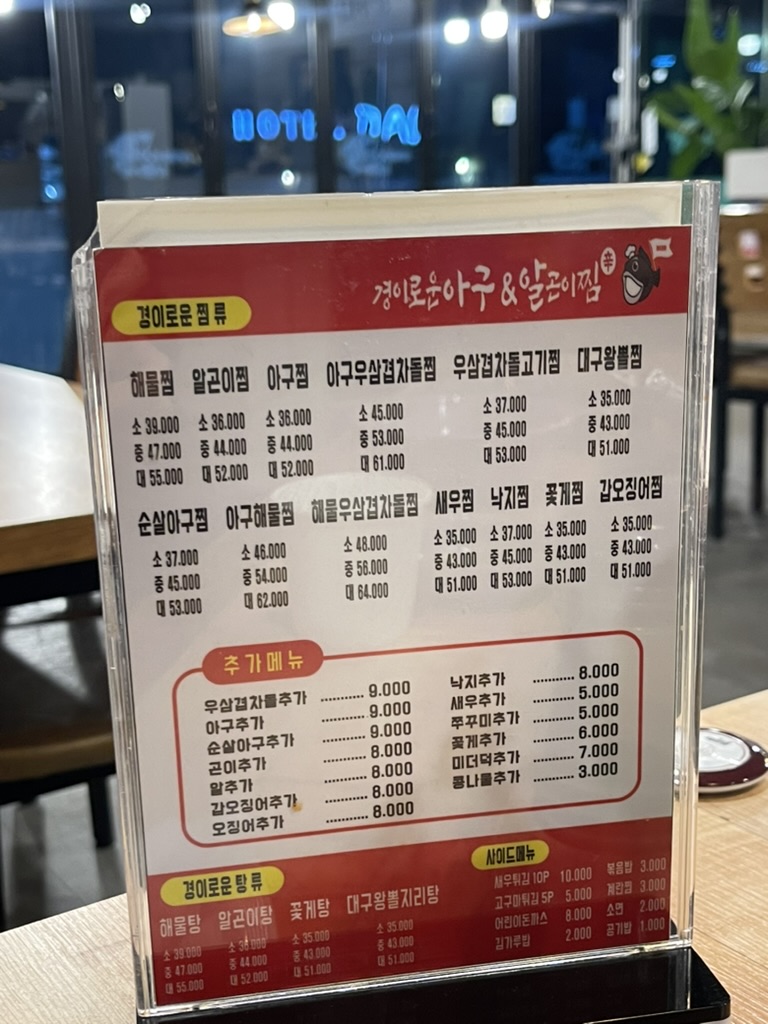 경이로운아구&알곤이찜 辛
경이로운 찜 류
해물찜 알곤이찜 아구찜 아구우삼겹차돌찜 우삼겹차돌고기찜 대구왕뽈찜
소 39.000 소 36.000 소 36.000 소 45.000 소 37.000 소 35.000
중 47.000 중 44.000 중 44.000 중 53.000 중 45.000 중 43.000
대 55.000 대 52.000 대 52.000 대 61.000 대 53.000 대 51.000
순살아구찜 아구해물찜 해물우삼겹차돌찜 새우찜 낙지찜 꽃게찜 갑오징어찜
소 37.000 소 46.000 소 48.000 소 35.000 소 37.000 소 35.000 소 35.000
중 45.000 중 54.000 중 56.000 중 43.000 중 45.000 중 43.000 중 43.000
대 53.000 대 62.000 대 64.000 대 51.000 대 53.000 대 51.000 대 51.000
추가메뉴
우삼겹차돌추가 ........... 9.000
아구추가 ........... 9.000
순살아구추가 ........... 9.000
곤이추가 ........... 8.000
알추가 ........... 8.000
갑오징어추가 ........... 8.000
오징어추가 ........... 8.000
낙지추가 ........... 8.000
새우추가 ........... 5.000
쭈꾸미추가 ........... 5.000
꽃게추가 ........... 6.000
미더덕추가 ........... 7.000
콩나물추가 ........... 3.000
경이로운 탕 류
해물탕 알곤이탕 꽃게탕 대구왕뽈지리탕
소 39.000 소 36.000 소 35.000 소 35.000
중 47.000 중 44.000 중 43.000 중 43.000
대 55.000 대 52.000 대 51.000 대 51.000
사이드메뉴
새우튀김 10P 10.000 볶음밥 3.000
고구마튀김 5P 5.000 계란찜 3.000
어린이돈까스 8.000 소면 2.000
김가루밥 2.000 공기밥 1.000